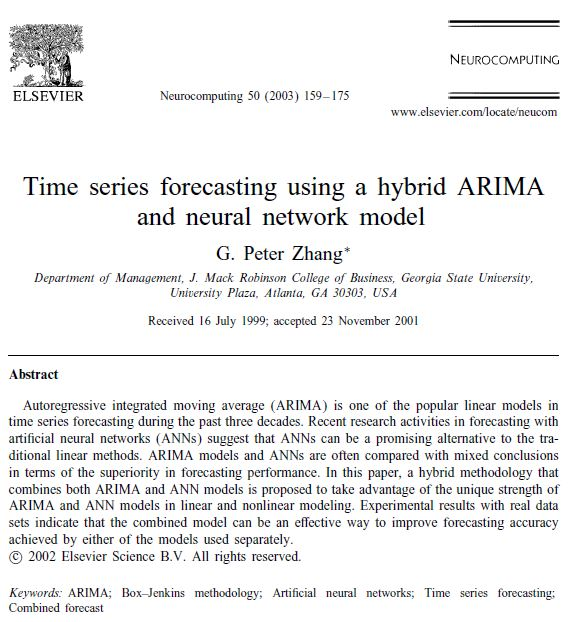 ELSEVIER
Neurocomputing 50 (2003) 159–175
NEUROCOMPUTING
www.elsevier.com/locate/neucom
Time series forecasting using a hybrid ARIMA
and neural network model
G. Peter Zhang*
Department of Management, J. Mack Robinson College of Business, Georgia State University,
University Plaza, Atlanta, GA 30303, USA
Received 16 July 1999; accepted 23 November 2001
Abstract
Autoregressive integrated moving average (ARIMA) is one of the popular linear models in
time series forecasting during the past three decades. Recent research activities in forecasting with
artificial neural networks (ANNs) suggest that ANNs can be a promising alternative to the tra-
ditional linear methods. ARIMA models and ANNs are often compared with mixed conclusions
in terms of the superiority in forecasting performance. In this paper, a hybrid methodology that
combines both ARIMA and ANN models is proposed to take advantage of the unique strength of
ARIMA and ANN models in linear and nonlinear modeling. Experimental results with real data
sets indicate that the combined model can be an effective way to improve forecasting accuracy
achieved by either of the models used separately.
© 2002 Elsevier Science B.V. All rights reserved.
Keywords: ARIMA; Box–Jenkins methodology; Artificial neural networks; Time series forecasting;
Combined forecast